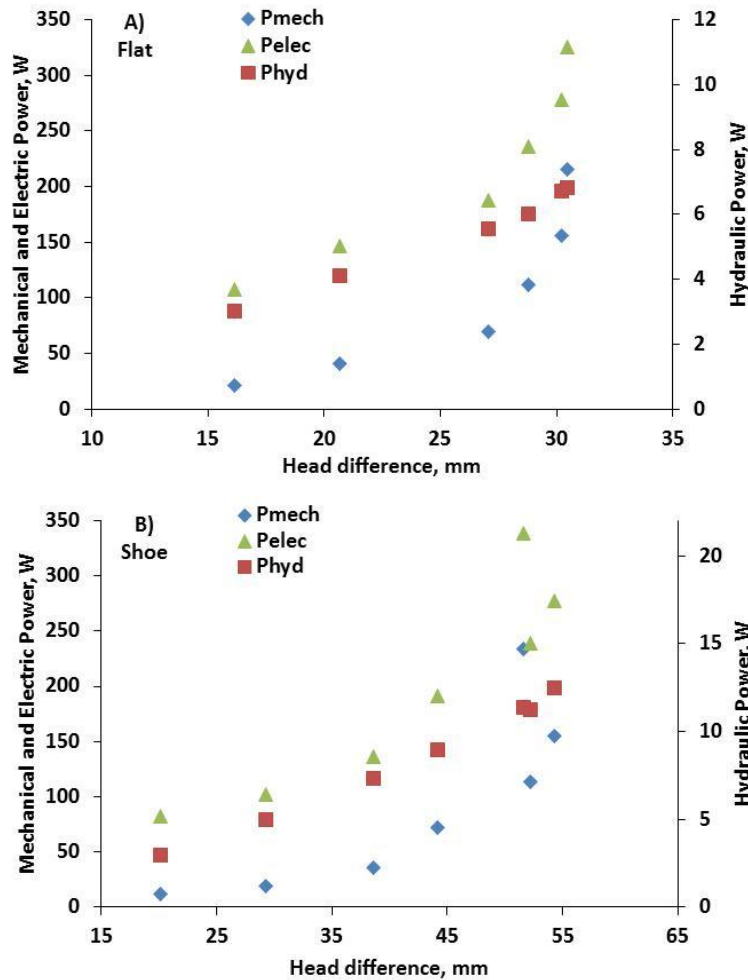 A)
Flat
Pmech
Pelec
Phyd
350
300
250
200
150
100
50
0
Mechanical and Electric Power, W
12
10
8
6
4
2
0
Hydraulic Power, W
10 15 20 25 30 35
Head difference, mm
B)
Shoe
Pmech
Pelec
Phyd
350
300
250
200
150
100
50
0
Mechanical and Electric Power, W
20
15
10
5
0
Hydraulic Power, W
15 25 35 45 55 65
Head difference, mm